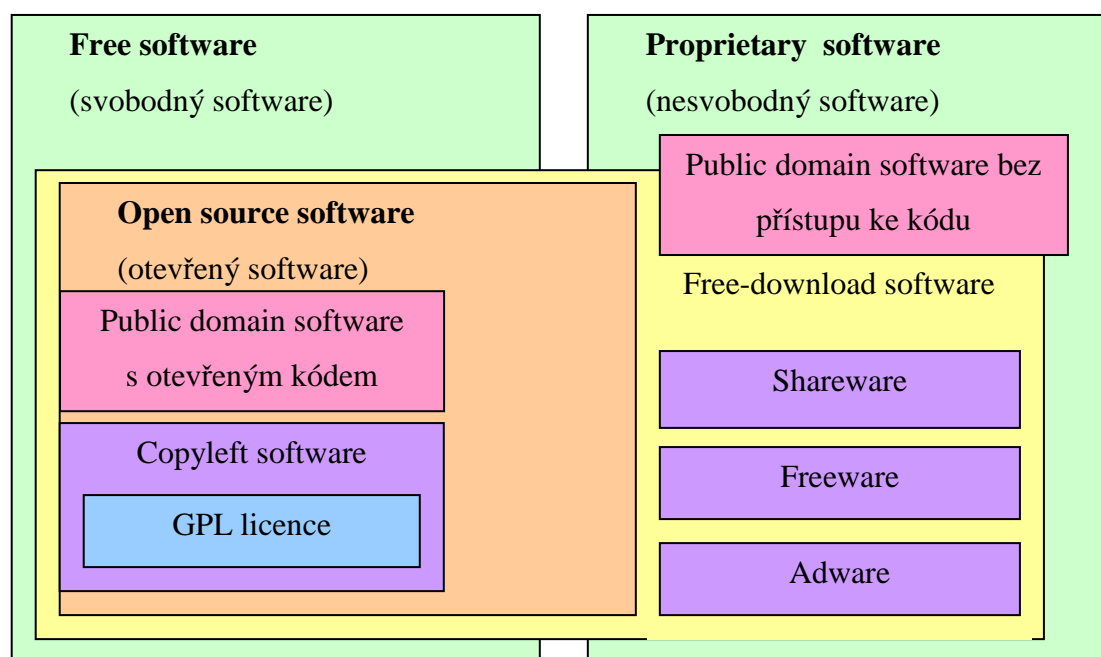 Free software
(svobodný software)
Proprietary software
(nesvobodný software)
Public domain software bez
přístupu ke kódu
Open source software
(otevřený software)
Free-download software
Public domain software
s otevřeným kódem
Shareware
Copyleft software
Freeware
GPL licence
Adware